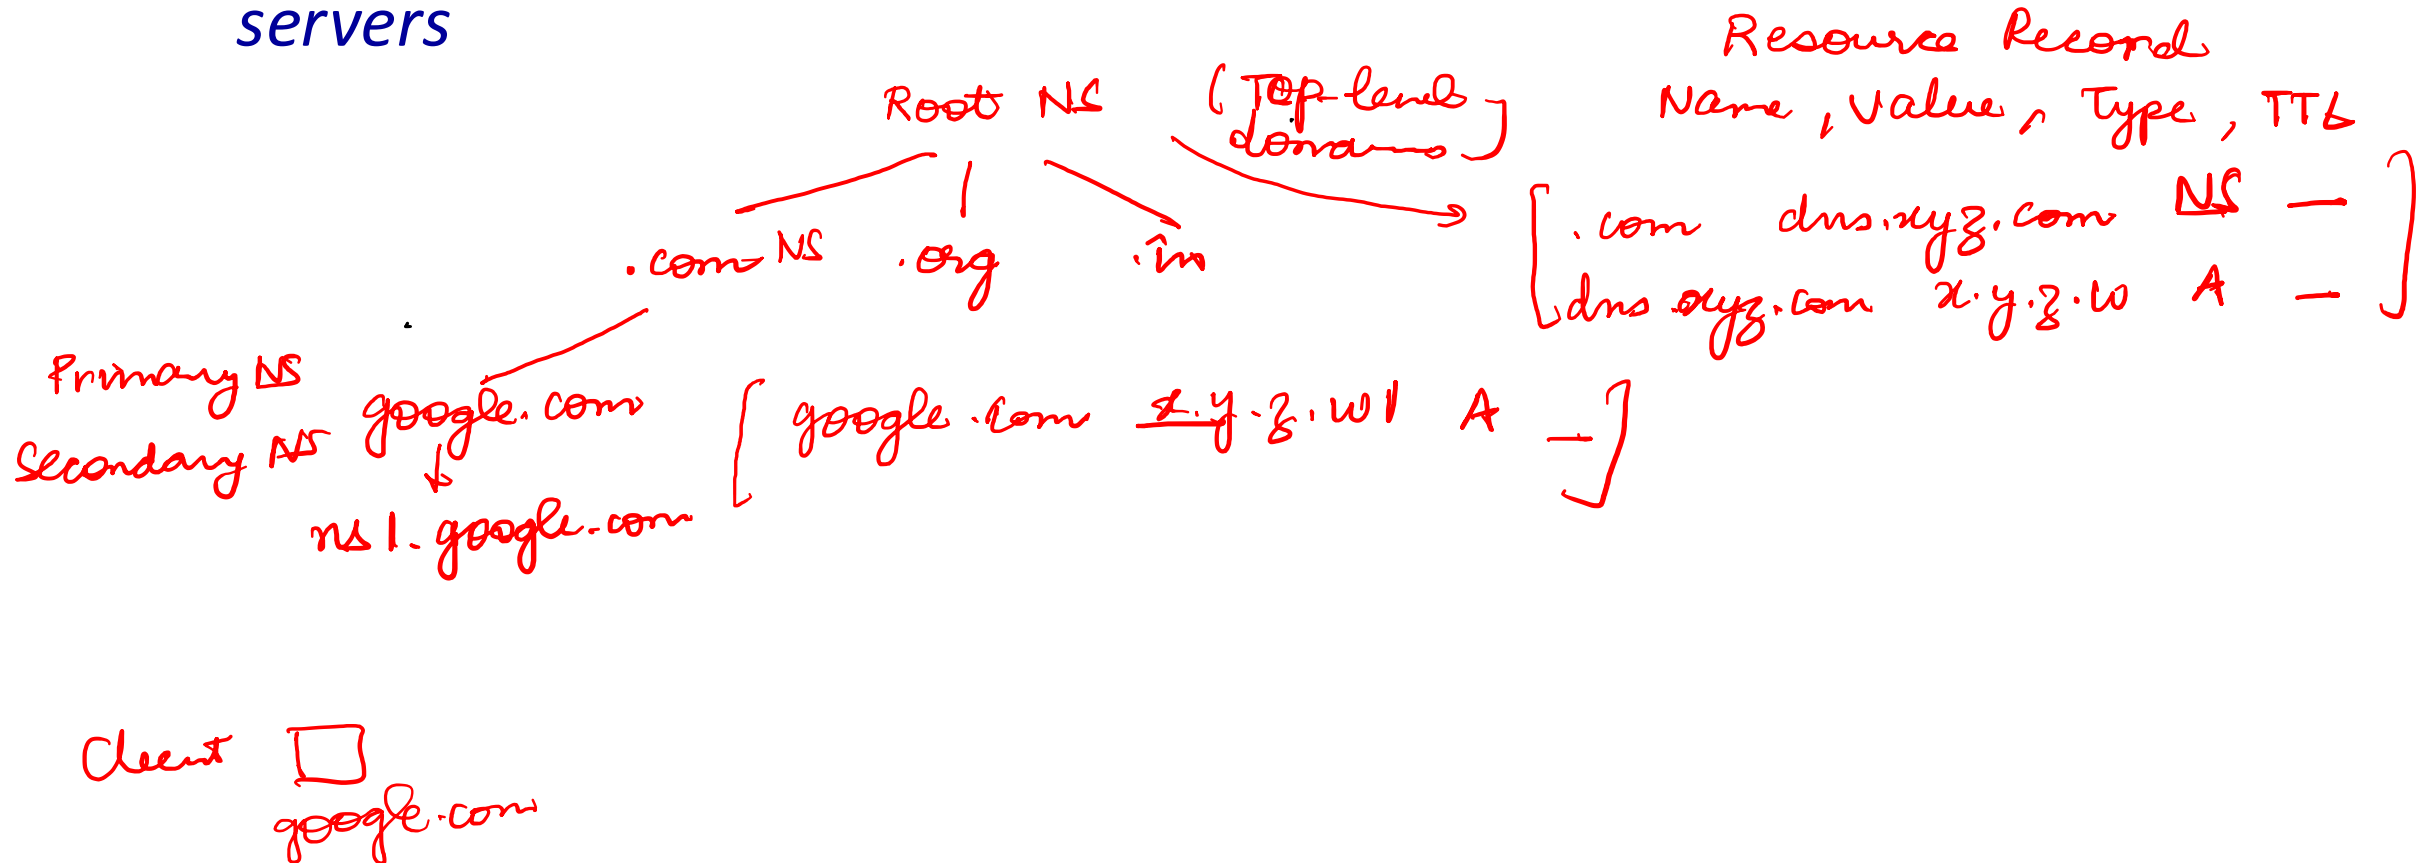 servers
Resource Record
Name, Value, Type, TTL
Root NS (Top-level domains)
.com NS .org .in
.com dns.xyz.com NS —
dns.xyz.com x.y.z.w A —
Primary NS
Secondary NS
google.com
[google.com x.y.z.w1 A —]
ns1.google.com
Client
google.com